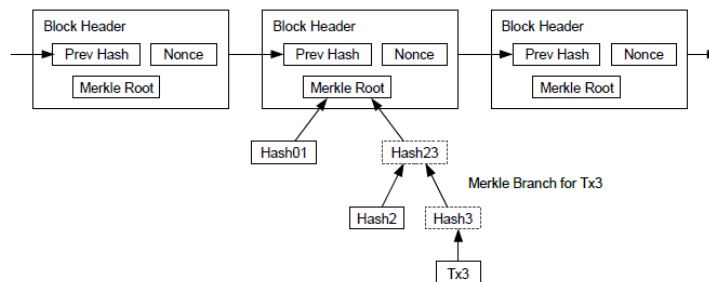 Block Header
Block Header
Block Header
Prev Hash
Nonce
Prev Hash
Nonce
Prev Hash
Nonce
Merkle Root
Merkle Root
Merkle Root
Hash01
Hash23
Merkle Branch for Tx3
Hash2
Hash3
Tx3